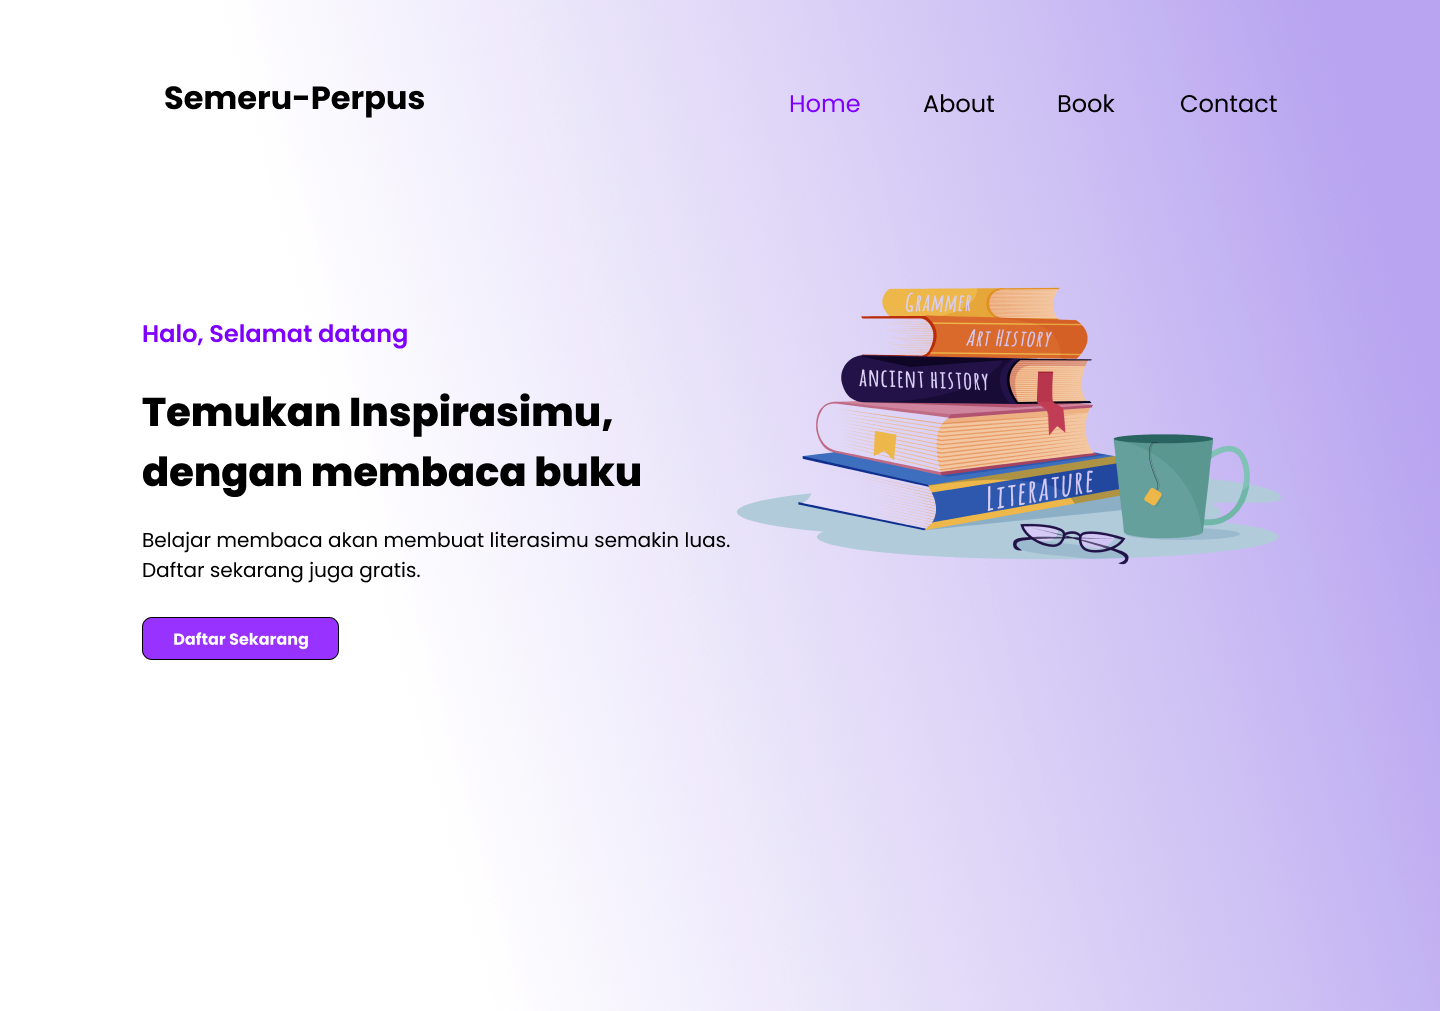 Semeru-Perpus
Home About Book Contact
Halo, Selamat datang
Temukan Inspirasimu,
dengan membaca buku
Belajar membaca akan membuat literasimu semakin luas.
Daftar sekarang juga gratis.
Daftar Sekarang
GRAMMER
ART HISTORY
ANCIENT HISTORY
LITERATURE